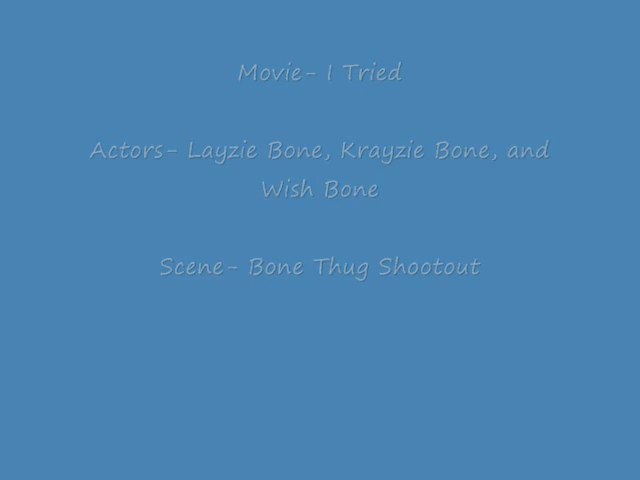 Movie- I Tried
Actors- Layzie Bone, Krayzie Bone, and
Wish Bone
Scene- Bone Thug Shootout